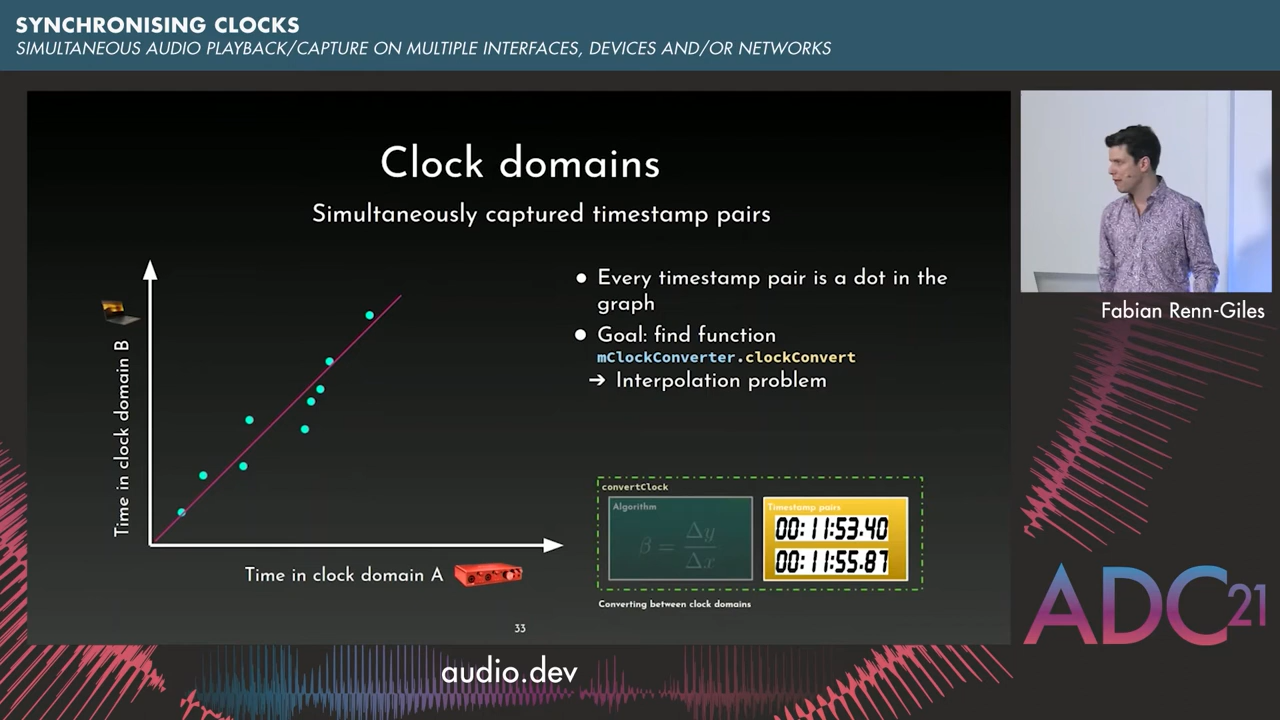 SYNCHRONISING CLOCKS
SIMULTANEOUS AUDIO PLAYBACK/CAPTURE ON MULTIPLE INTERFACES, DEVICES AND/OR NETWORKS
Clock domains
Simultaneously captured timestamp pairs
Time in clock domain B
Time in clock domain A
● Every timestamp pair is a dot in the
graph
● Goal: find function
mClockConverter.clockConvert
➔ Interpolation problem
convertClock
Algorithm
β = Δy/Δx
Timestamp pairs
00:11:53.40
00:11:55.87
Converting between clock domains
33
Fabian Renn-Giles
ADC21
audio.dev